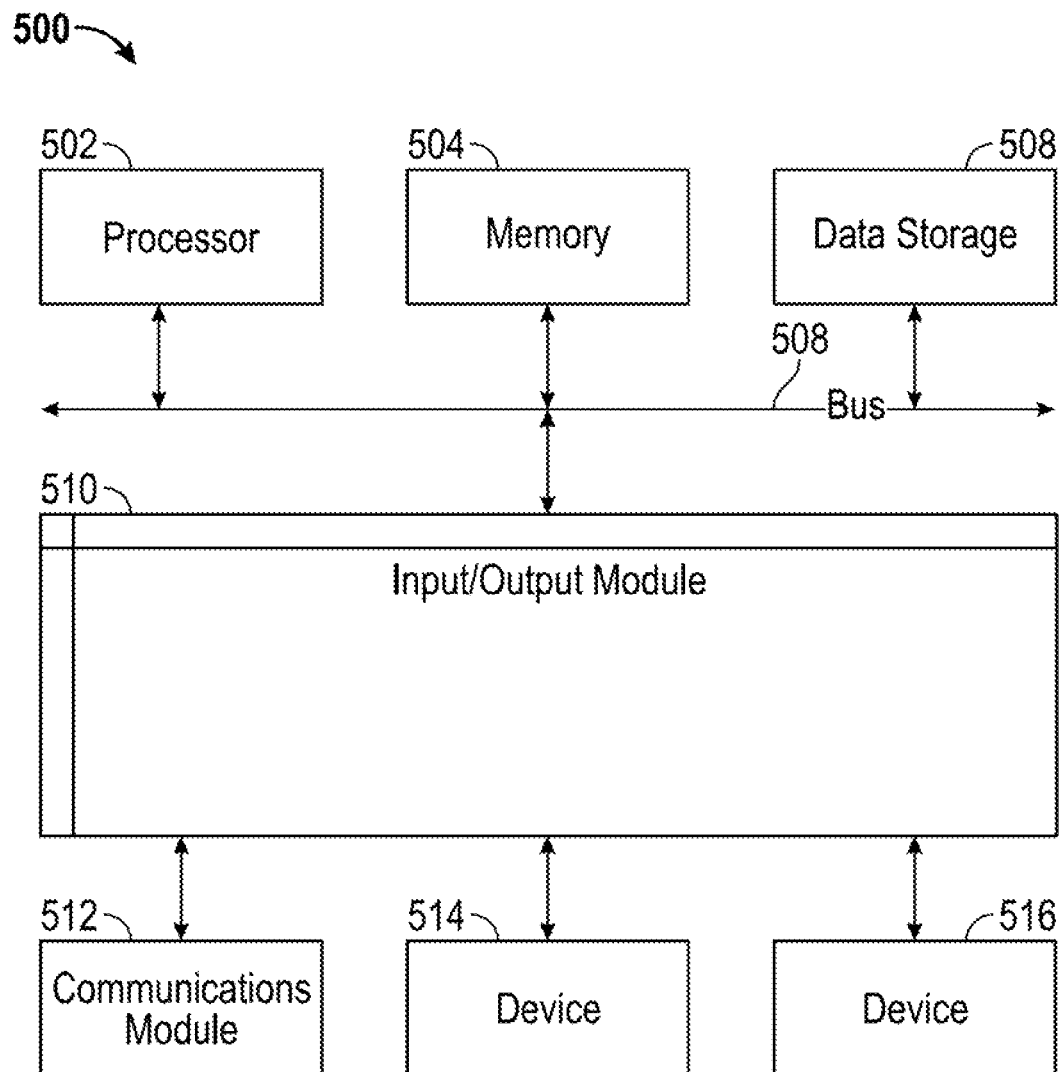 500
502
504
508
Processor
Memory
Data Storage
508
Bus
510
Input/Output Module
512
514
516
Communications
Module
Device
Device